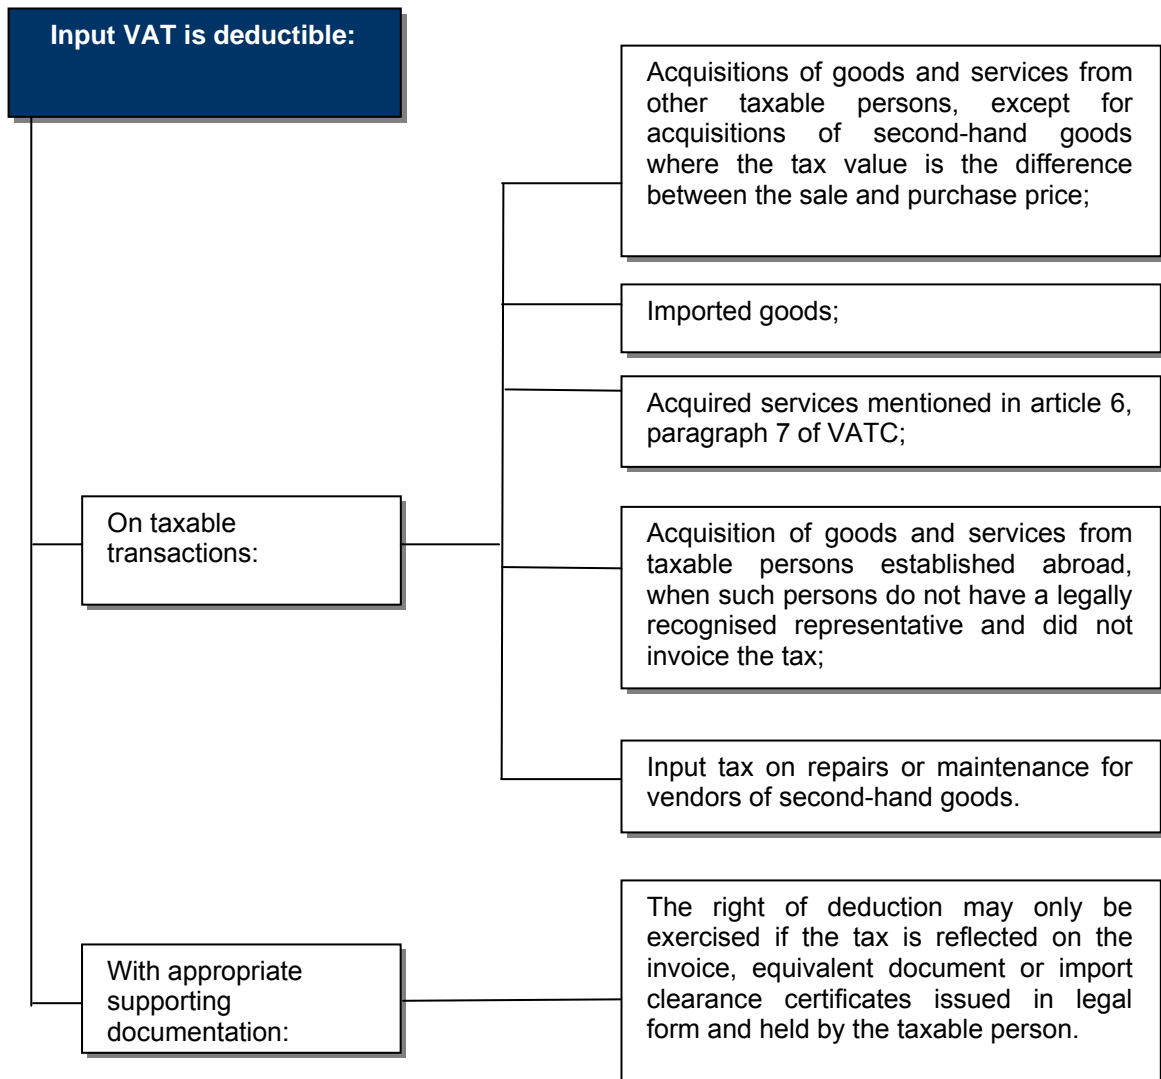 Input VAT is deductible:
Acquisitions of goods and services from
other taxable persons, except for
acquisitions of second-hand goods
where the tax value is the difference
between the sale and purchase price;
Imported goods;
Acquired services mentioned in article 6,
paragraph 7 of VATC;
On taxable
transactions:
Acquisition of goods and services from
taxable persons established abroad,
when such persons do not have a legally
recognised representative and did not
invoice the tax;
Input tax on repairs or maintenance for
vendors of second-hand goods.
With appropriate
supporting
documentation:
The right of deduction may only be
exercised if the tax is reflected on the
invoice, equivalent document or import
clearance certificates issued in legal
form and held by the taxable person.